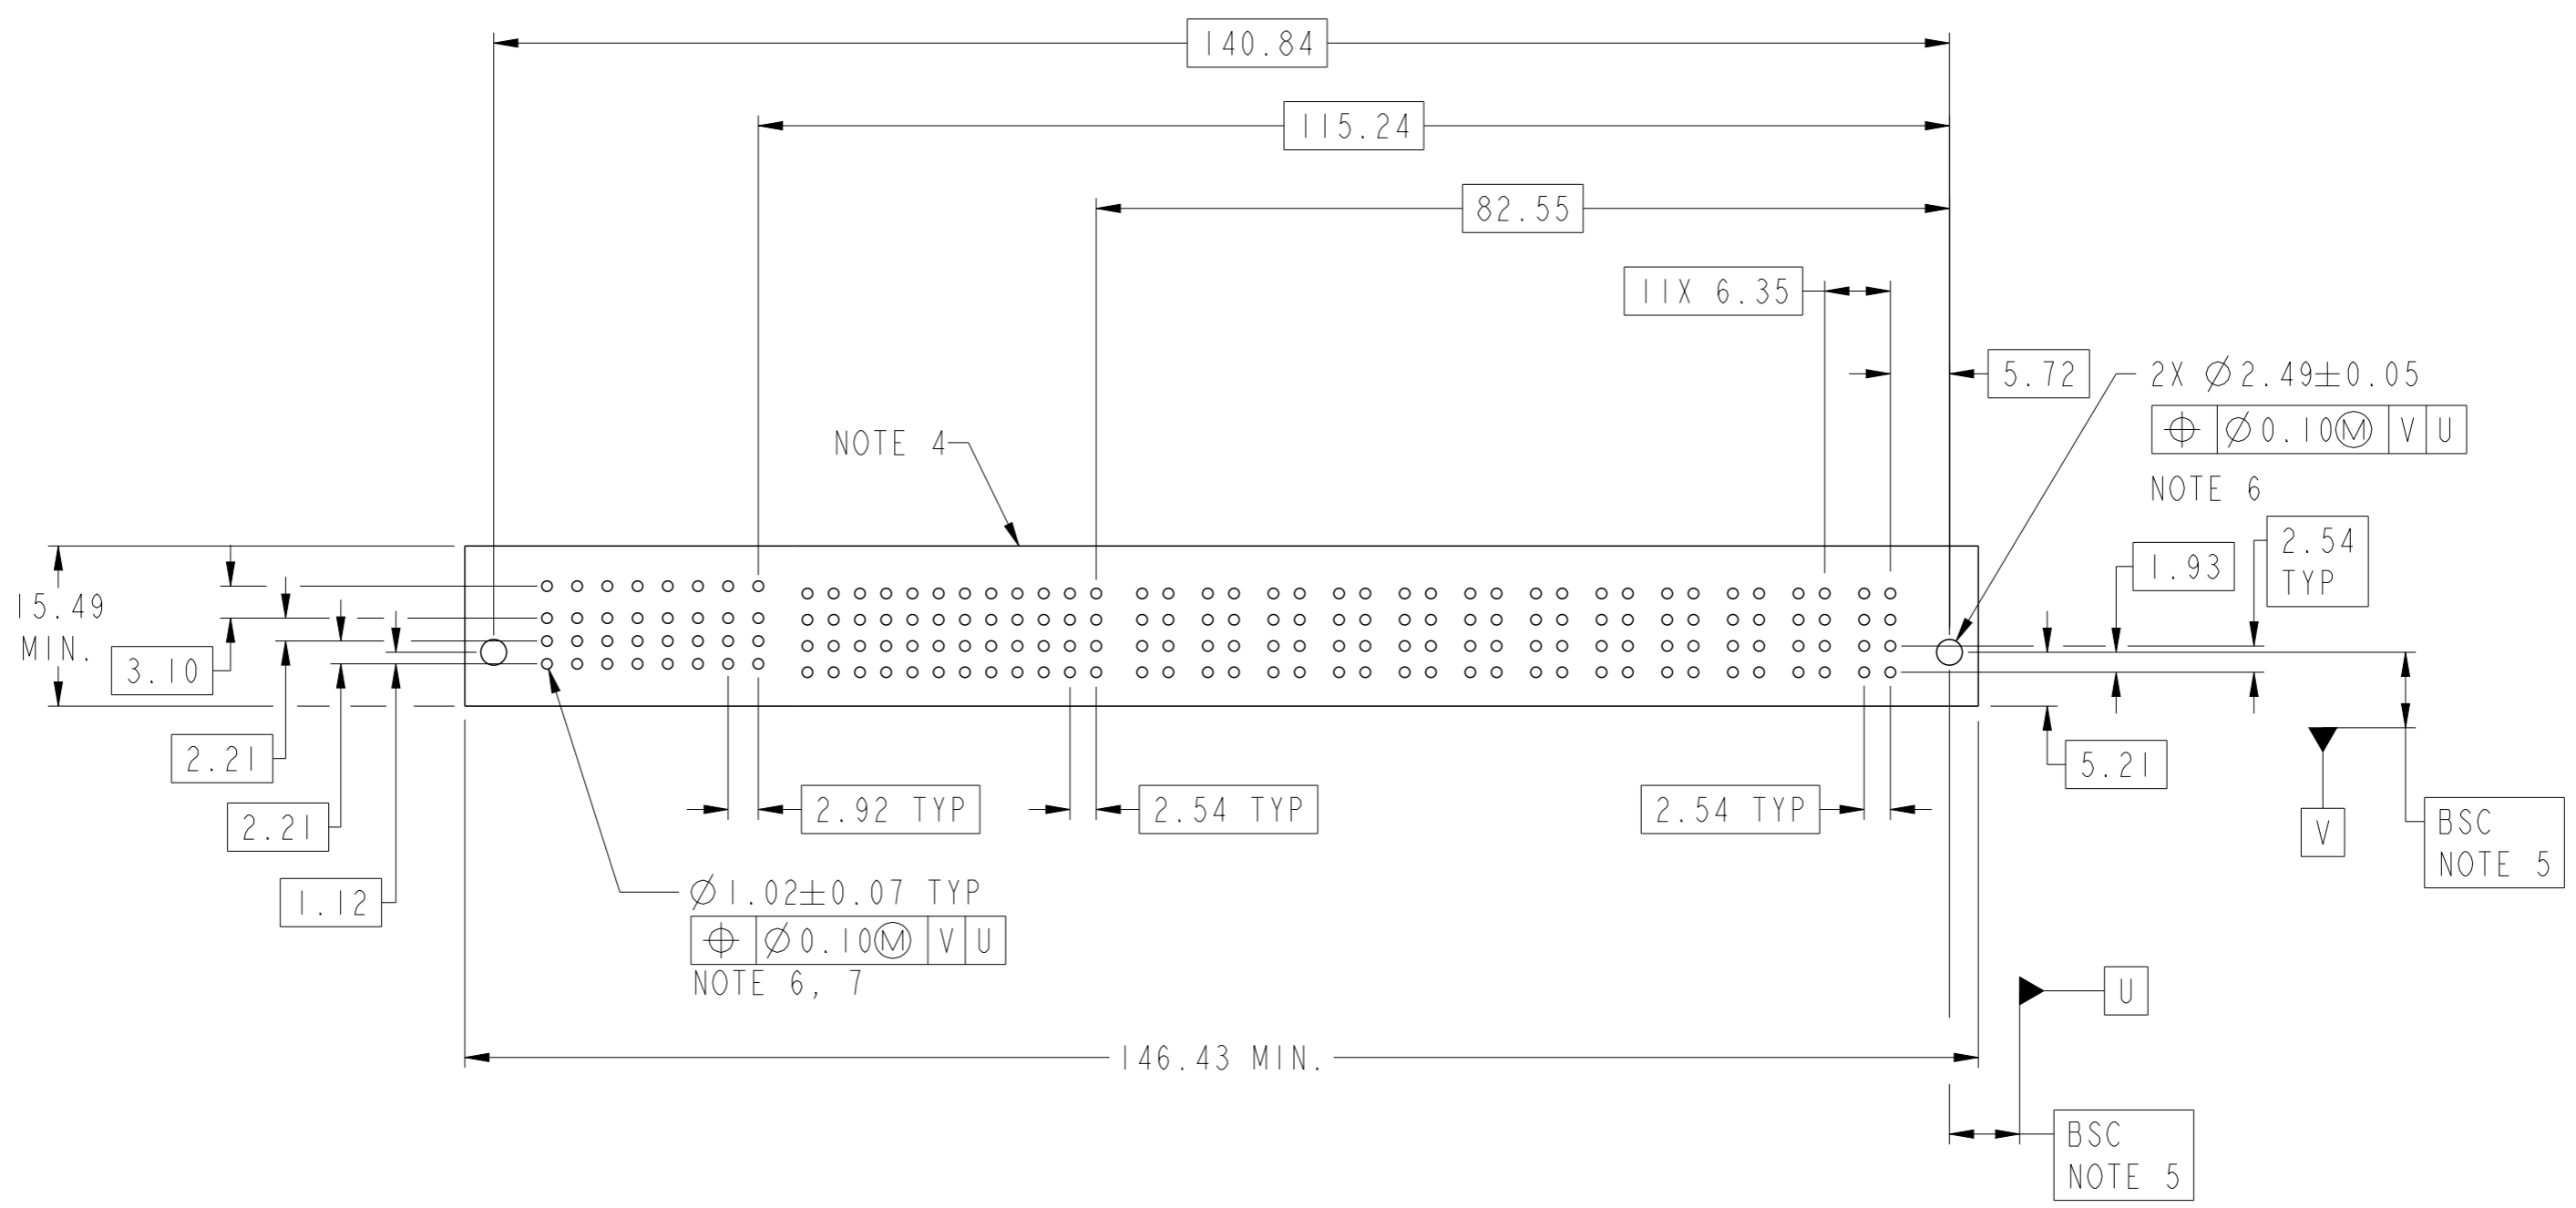 140.84
115.24
82.55
11X 6.35
5.72
2X ⌀2.49±0.05
⌖ ⌀0.10Ⓜ V U
NOTE 6
NOTE 4
2.54
TYP
1.93
15.49
MIN.
3.10
2.21
2.21
1.12
2.92 TYP
2.54 TYP
2.54 TYP
5.21
V
BSC
NOTE 5
⌀1.02±0.07 TYP
⌖ ⌀0.10Ⓜ V U
NOTE 6, 7
U
146.43 MIN.
BSC
NOTE 5